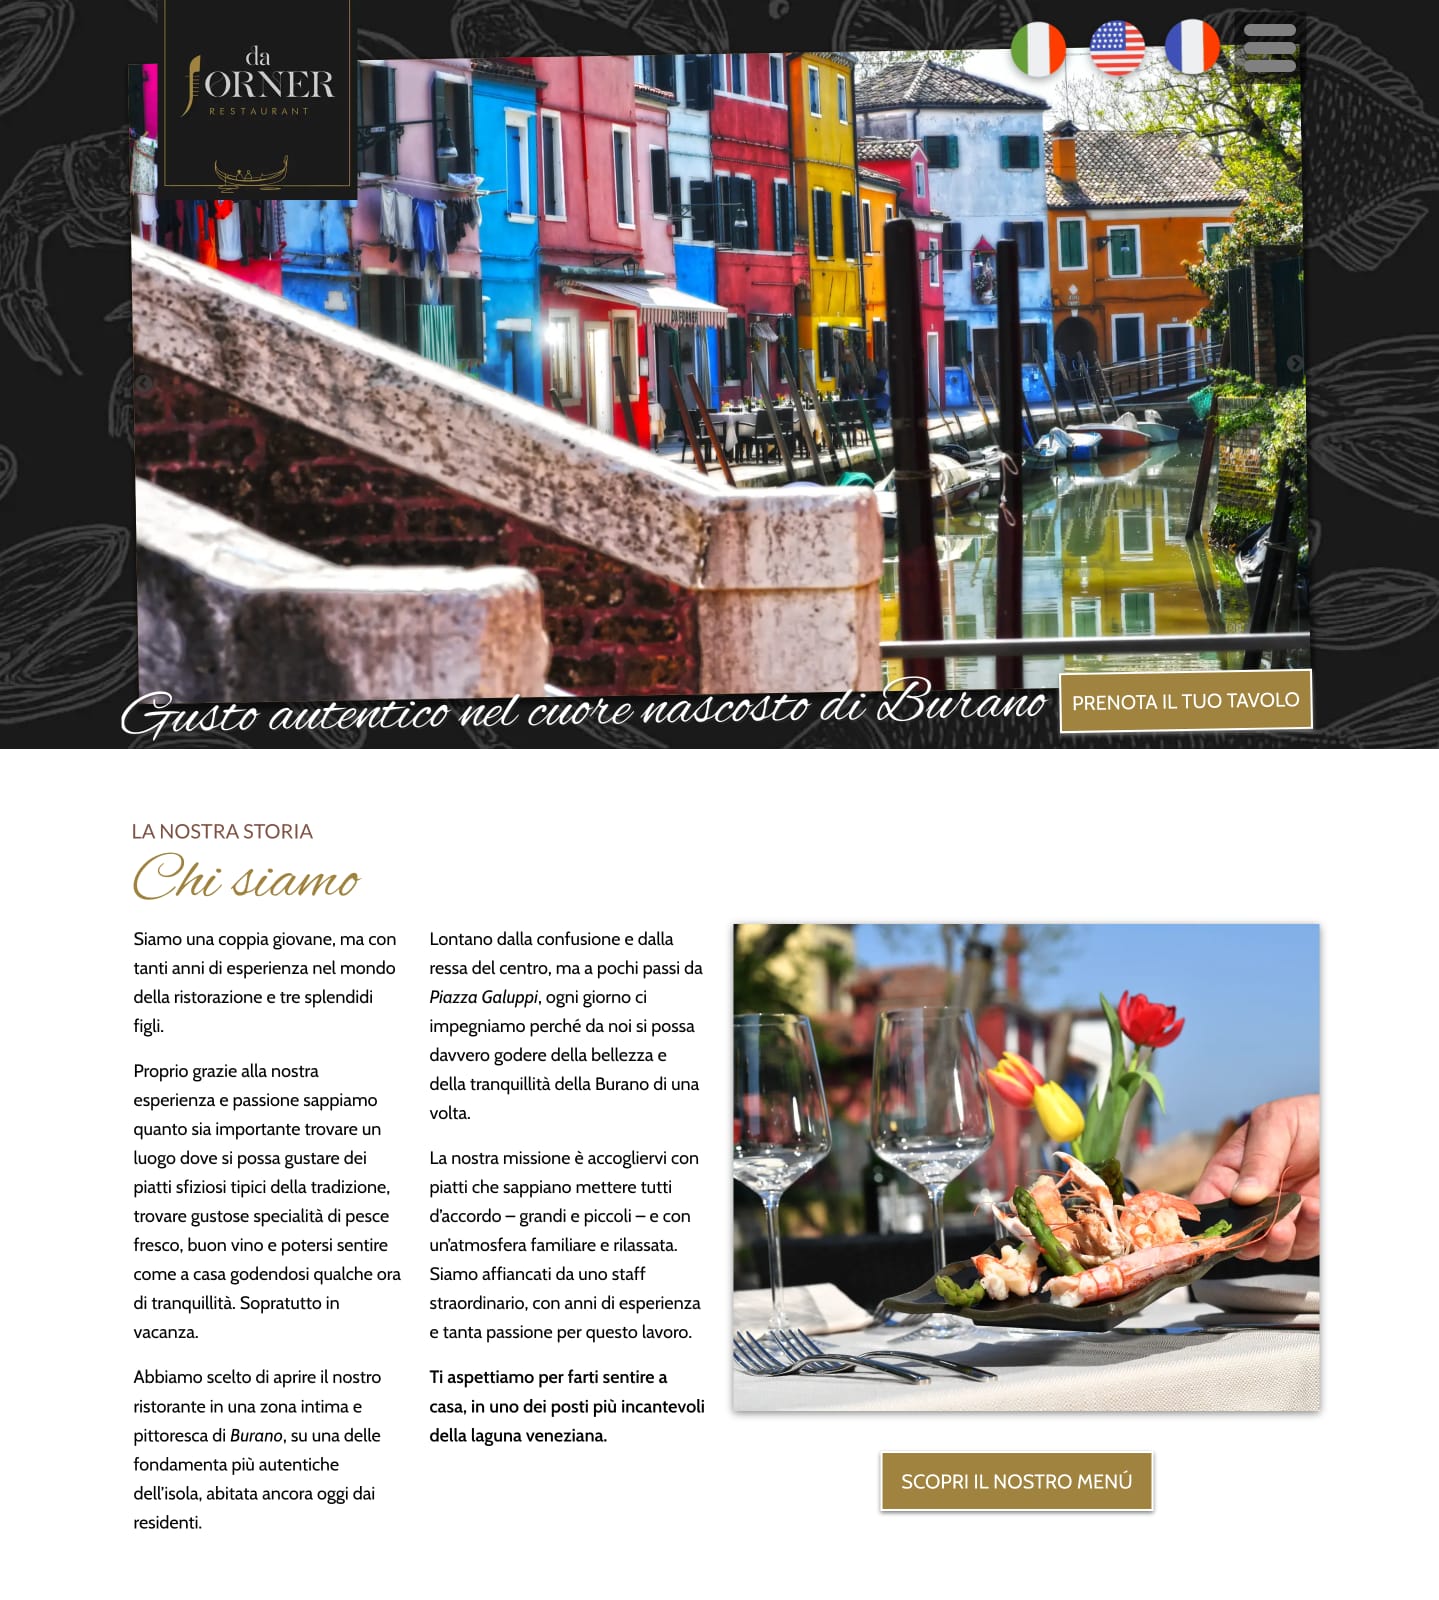 da
FORNER
RESTAURANT
DA FORNER
Gusto autentico nel cuore nascosto di Burano
PRENOTA IL TUO TAVOLO
LA NOSTRA STORIA
Chi siamo
Siamo una coppia giovane, ma con
tanti anni di esperienza nel mondo
della ristorazione e tre splendidi
figli.
Proprio grazie alla nostra
esperienza e passione sappiamo
quanto sia importante trovare un
luogo dove si possa gustare dei
piatti sfiziosi tipici della tradizione,
trovare gustose specialità di pesce
fresco, buon vino e potersi sentire
come a casa godendosi qualche ora
di tranquillità. Sopratutto in
vacanza.
Abbiamo scelto di aprire il nostro
ristorante in una zona intima e
pittoresca di Burano, su una delle
fondamenta più autentiche
dell’isola, abitata ancora oggi dai
residenti.
Lontano dalla confusione e dalla
ressa del centro, ma a pochi passi da
Piazza Galuppi, ogni giorno ci
impegniamo perché da noi si possa
davvero godere della bellezza e
della tranquillità della Burano di una
volta.
La nostra missione è accogliervi con
piatti che sappiano mettere tutti
d’accordo – grandi e piccoli – e con
un’atmosfera familiare e rilassata.
Siamo affiancati da uno staff
straordinario, con anni di esperienza
e tanta passione per questo lavoro.
Ti aspettiamo per farti sentire a
casa, in uno dei posti più incantevoli
della laguna veneziana.
SCOPRI IL NOSTRO MENÚ